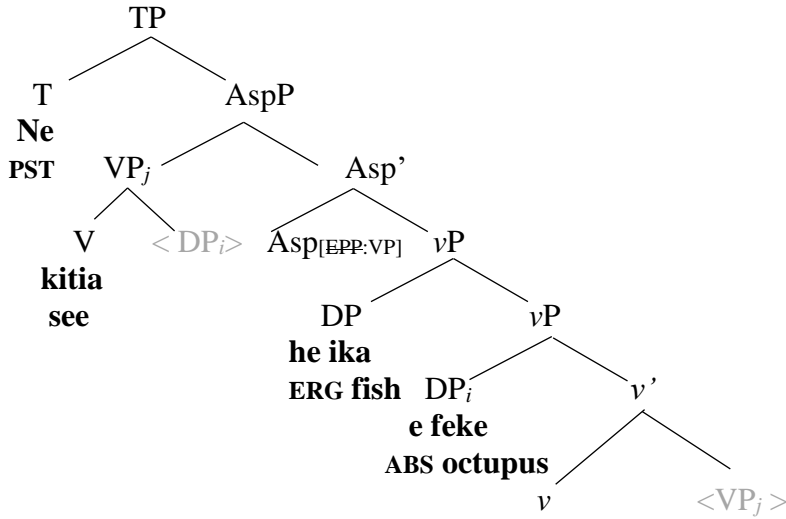 TP
T AspP
Ne
PST VPj Asp’
V <DPi> Asp[EPP:VP] vP
kitia
see DP vP
he ika
ERG fish DPi v’
e feke
ABS octupus
v <VPj >